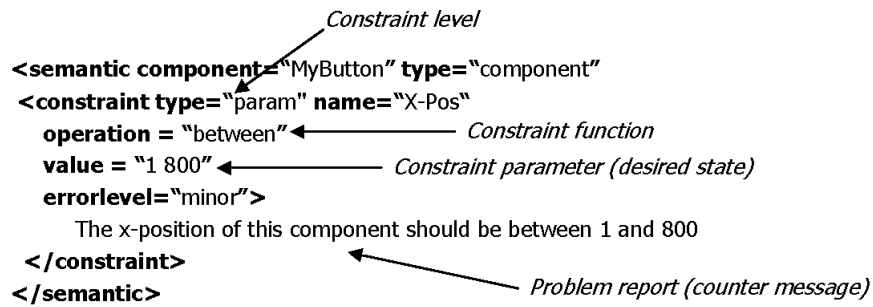 Constraint level
<semantic component=“MyButton” type=“component”
<constraint type=“param" name=“X-Pos“
operation = “between” Constraint function
value = “1 800” Constraint parameter (desired state)
errorlevel=“minor”>
The x-position of this component should be between 1 and 800
</constraint>
</semantic> Problem report (counter message)